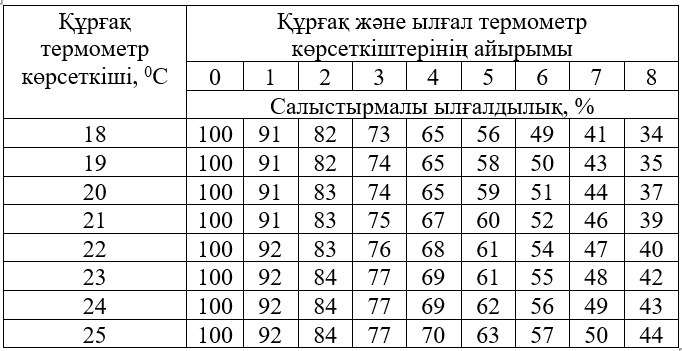 Құрғақ термометр көрсеткіші, ⁰С
Құрғақ және ылғал термометр көрсеткіштерінің айырымы
0 1 2 3 4 5 6 7 8
Салыстырмалы ылғалдылық, %
18 100 91 82 73 65 56 49 41 34
19 100 91 82 74 65 58 50 43 35
20 100 91 83 74 65 59 51 44 37
21 100 91 83 75 67 60 52 46 39
22 100 92 83 76 68 61 54 47 40
23 100 92 84 77 69 61 55 48 42
24 100 92 84 77 69 62 56 49 43
25 100 92 84 77 70 63 57 50 44